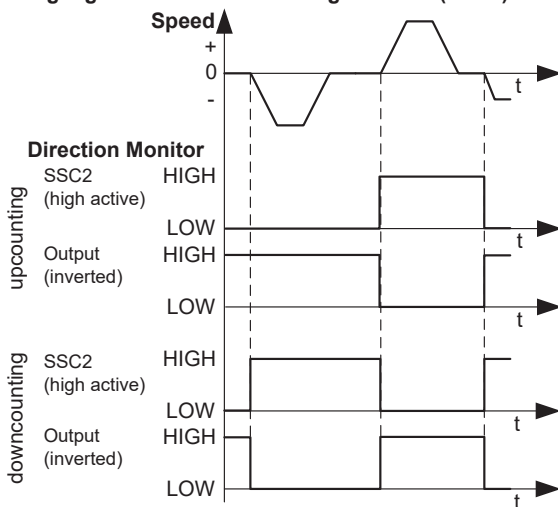 Speed
+
0
t
-
Direction Monitor
upcounting
SSC2
(high active)
HIGH
LOW
t
Output
(inverted)
HIGH
LOW
t
downcounting
SSC2
(high active)
HIGH
LOW
t
Output
(inverted)
HIGH
LOW
t